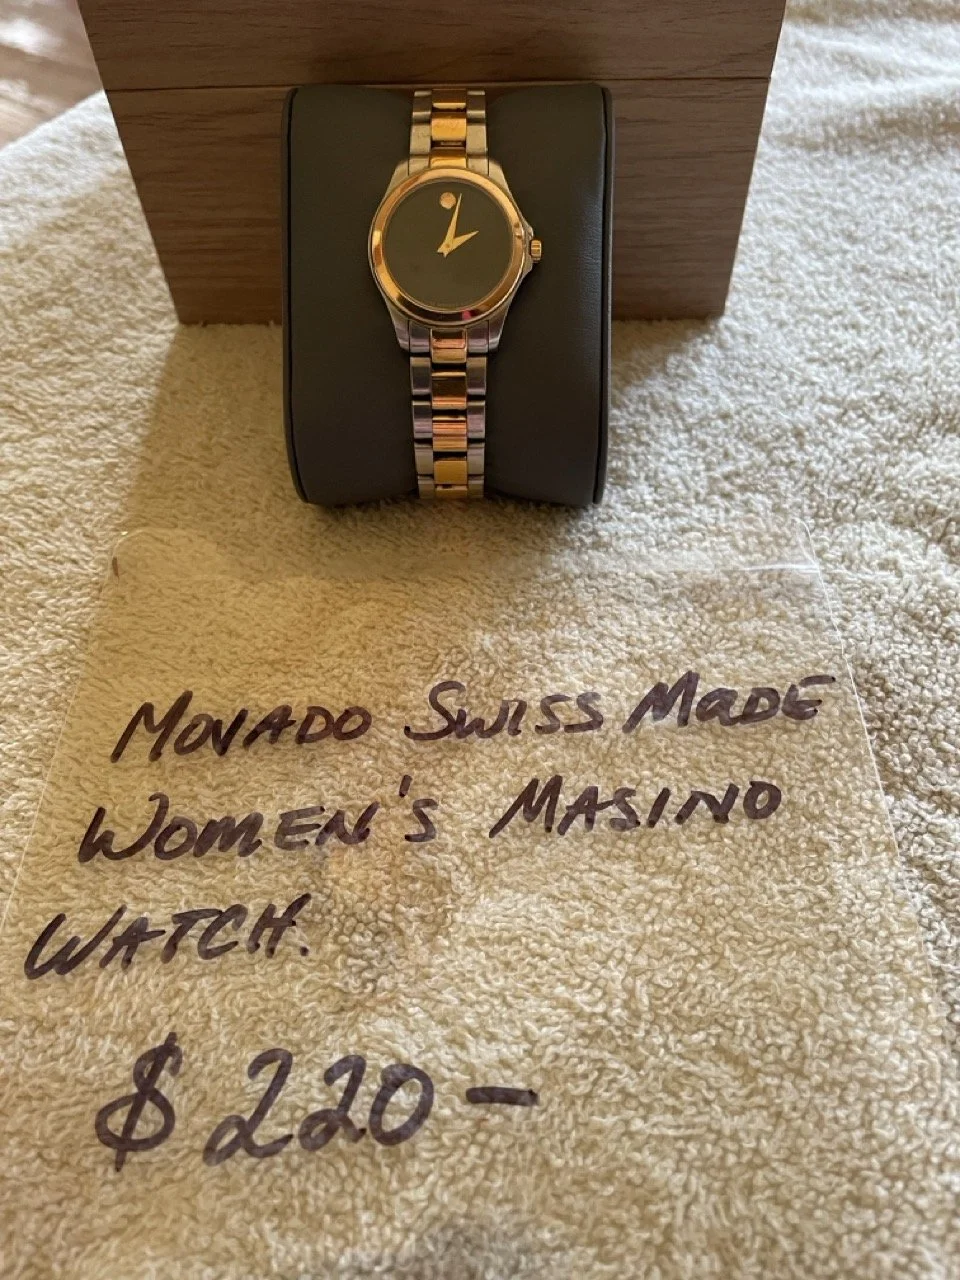 MOVADO SWISS MADE
WOMEN'S MASINO
WATCH.
$220-